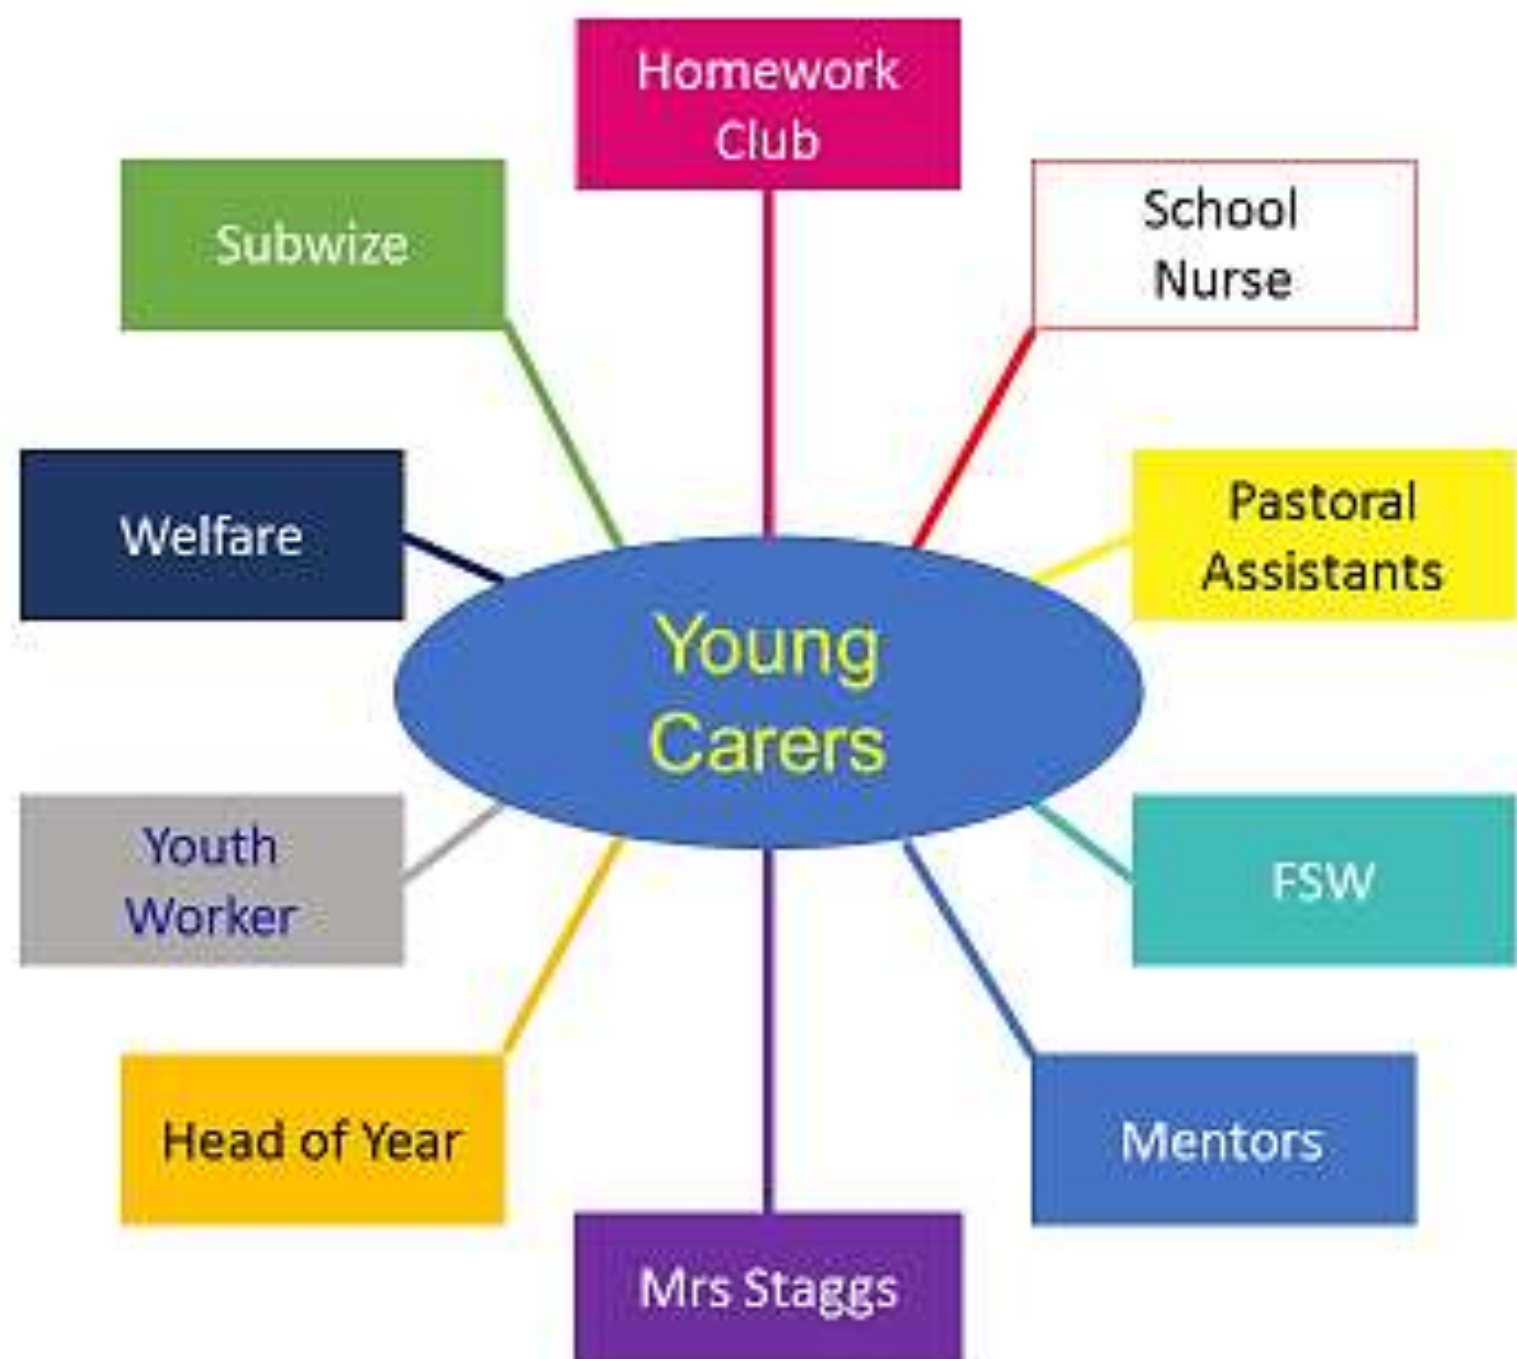 Homework
Club
Subwize
School
Nurse
Welfare
Pastoral
Assistants
Young
Carers
Youth
Worker
FSW
Head of Year
Mentors
Mrs Staggs